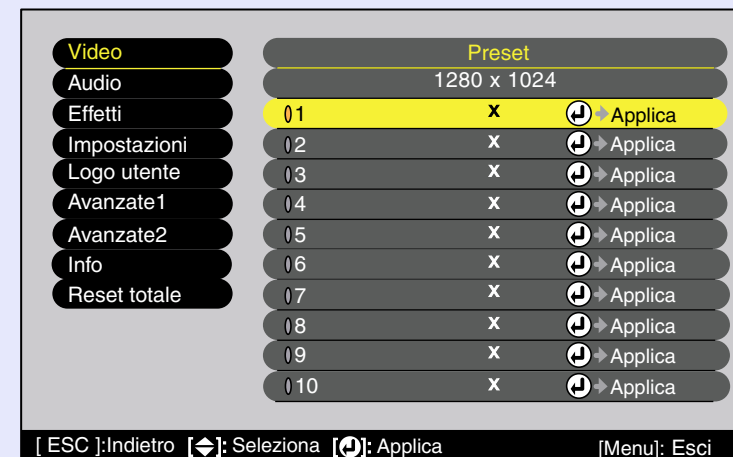 Video
Audio
Effetti
Impostazioni
Logo utente
Avanzate1
Avanzate2
Info
Reset totale
Preset
1280 x 1024
1 x Applica
2 x Applica
3 x Applica
4 x Applica
5 x Applica
6 x Applica
7 x Applica
8 x Applica
9 x Applica
10 x Applica
[ ESC ]:Indietro [ ]: Seleziona [ ]: Applica [Menu]: Esci